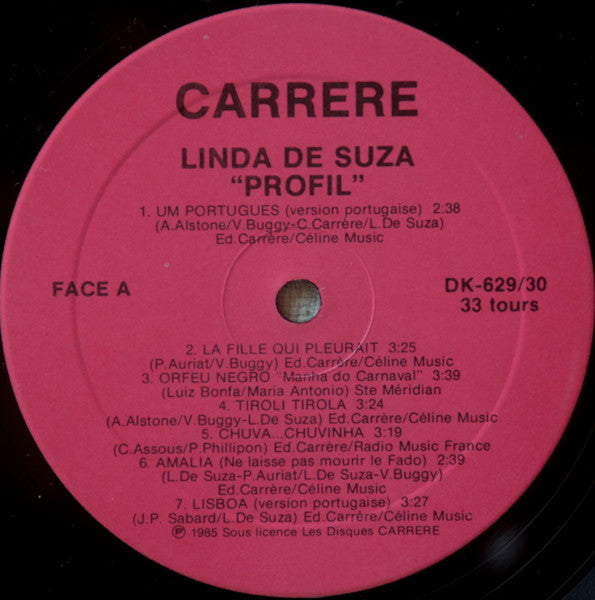 CARRERE
LINDA DE SUZA
“PROFIL”
1. UM PORTUGUES (version portugaise) 2:38
(A.Alstone/V.Buggy-C.Carrère/L.De Suza)
Ed.Carrère/Céline Music
FACE A
DK-629/30
33 tours
2. LA FILLE QUI PLEURAIT 3:25
(P.Auriat/V.Buggy) Ed.Carrère/Céline Music
3. ORFEU NEGRO "Manha do Carnaval" 3:39
(Luiz Bonfa/Maria Antonio) Ste Méridian
4. TIROLI TIROLA 3:24
(A.Alstone/V.Buggy-L.De Suza) Ed.Carrère/Céline Music
5. CHUVA...CHUVINHA 3:19
(C.Assous/P.Phillipon) Ed.Carrère/Radio Music France
6. AMALIA (Ne laisse pas mourir le Fado) 2:39
(L.De Suza-P.Auriat/L.De Suza-V.Buggy)
Ed.Carrère/Céline Music
7. LISBOA (version portugaise) 3:27
(J.P. Sabard/L.De Suza) Ed.Carrère/Céline Music
℗ 1985 Sous licence Les Disques CARRERE